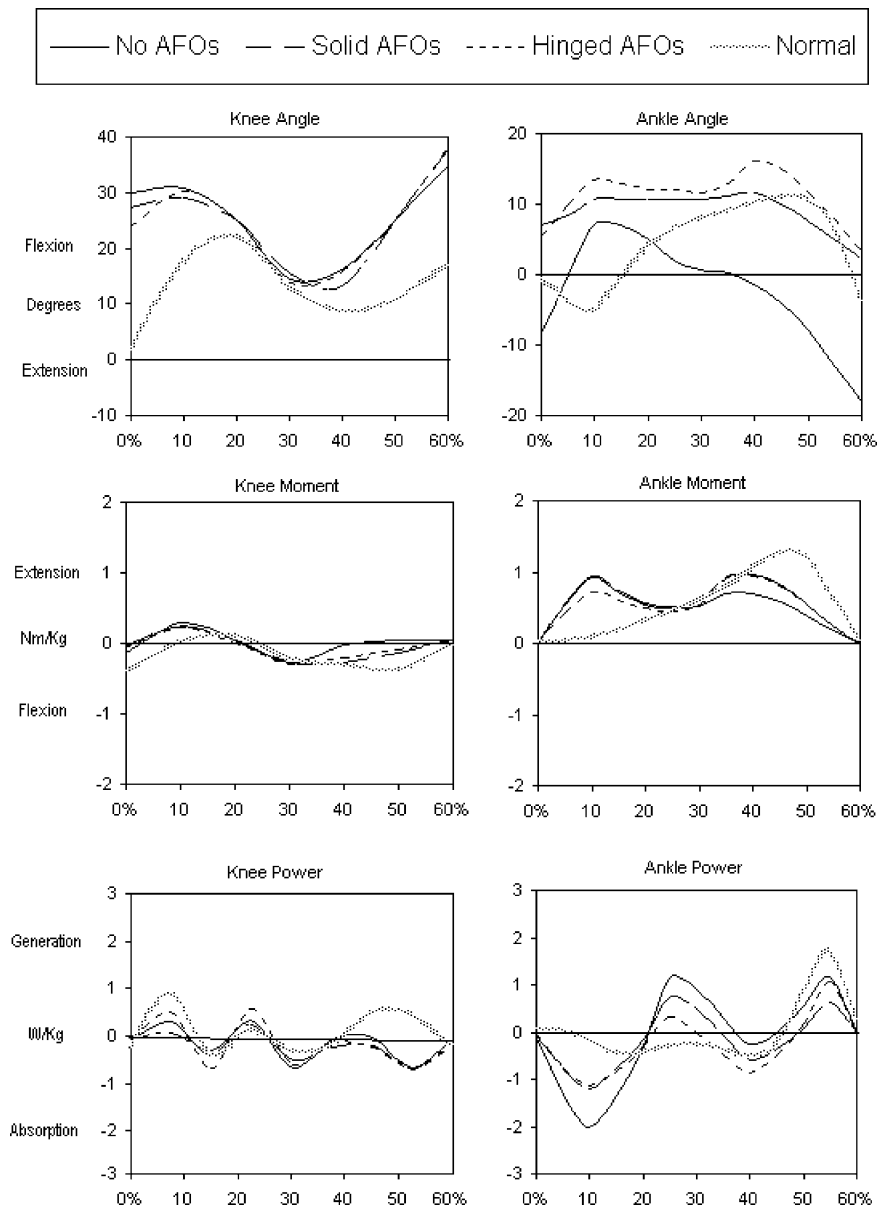 No AFOs Solid AFOs Hinged AFOs Normal
Knee Angle
40
30
20
10
0
-10
Flexion
Degrees
Extension
0% 10 20 30 40 50 60%
Ankle Angle
20
10
0
-10
-20
0% 10 20 30 40 50 60%
Knee Moment
2
1
0
-1
-2
Extension
Nm/Kg
Flexion
0% 10 20 30 40 50 60%
Ankle Moment
2
1
0
-1
-2
0% 10 20 30 40 50 60%
Knee Power
3
2
1
0
-1
-2
-3
Generation
W/Kg
Absorption
0% 10 20 30 40 50 60%
Ankle Power
3
2
1
0
-1
-2
-3
0% 10 20 30 40 50 60%